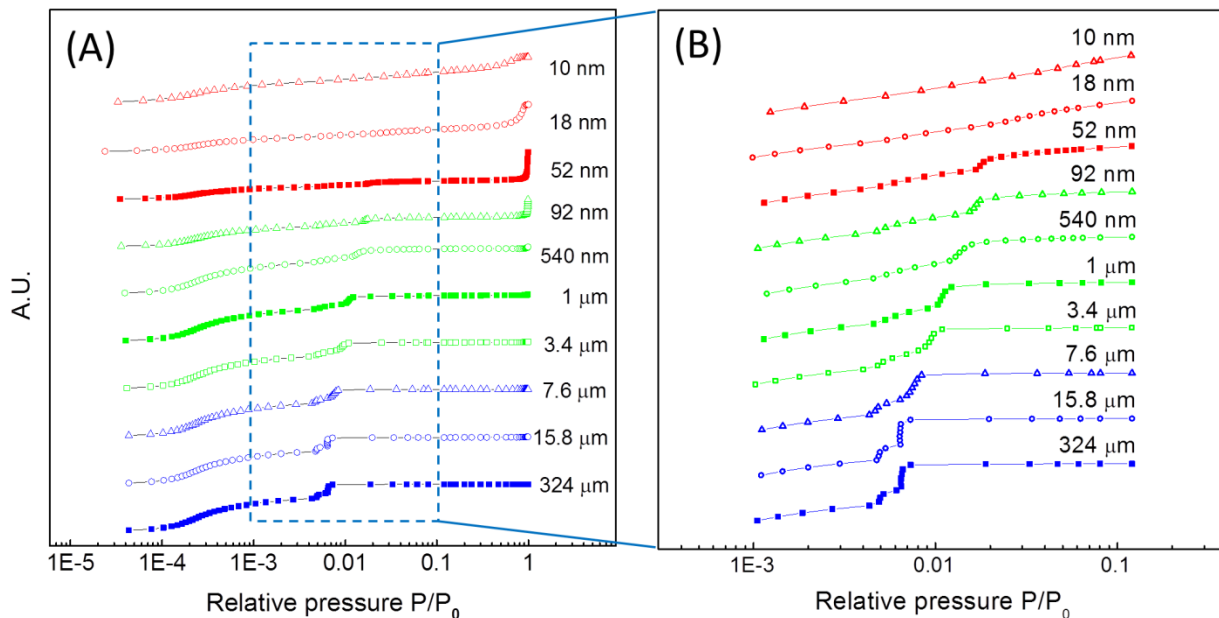 (A)
10 nm
18 nm
52 nm
92 nm
540 nm
1 μm
3.4 μm
7.6 μm
15.8 μm
324 μm
A.U.
1E-5 1E-4 1E-3 0.01 0.1 1
Relative pressure P/P0
(B)
10 nm
18 nm
52 nm
92 nm
540 nm
1 μm
3.4 μm
7.6 μm
15.8 μm
324 μm
1E-3 0.01 0.1
Relative pressure P/P0